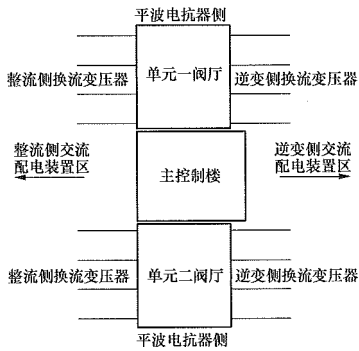 平波电抗器侧
单元一阀厅
整流侧换流变压器
逆变侧换流变压器
整流侧交流
配电装置区
主控制楼
逆变侧交流
配电装置区
整流侧换流变压器
单元二阀厅
逆变侧换流变压器
平波电抗器侧